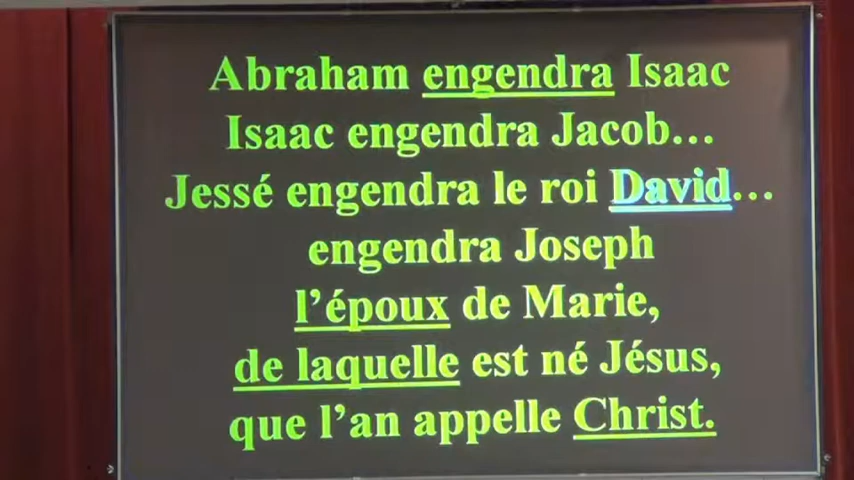 Abraham engendra Isaac
Isaac engendra Jacob...
Jessé engendra le roi David...
engendra Joseph
l'époux de Marie,
de laquelle est né Jésus,
que l'an appelle Christ.